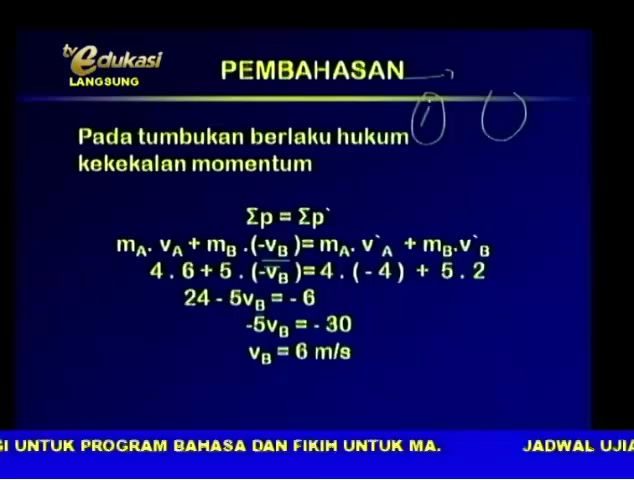 tv edukasi
LANGSUNG
PEMBAHASAN
Pada tumbukan berlaku hukum
kekekalan momentum
Σp = Σp`
mA. vA + mB .(-vB )= mA. v`A + mB.v`B
4 . 6 + 5 . (-vB )= 4 . ( - 4 ) + 5 . 2
24 - 5vB = - 6
-5vB = - 30
vB = 6 m/s
GI UNTUK PROGRAM BAHASA DAN FIKIH UNTUK MA. JADWAL UJIA